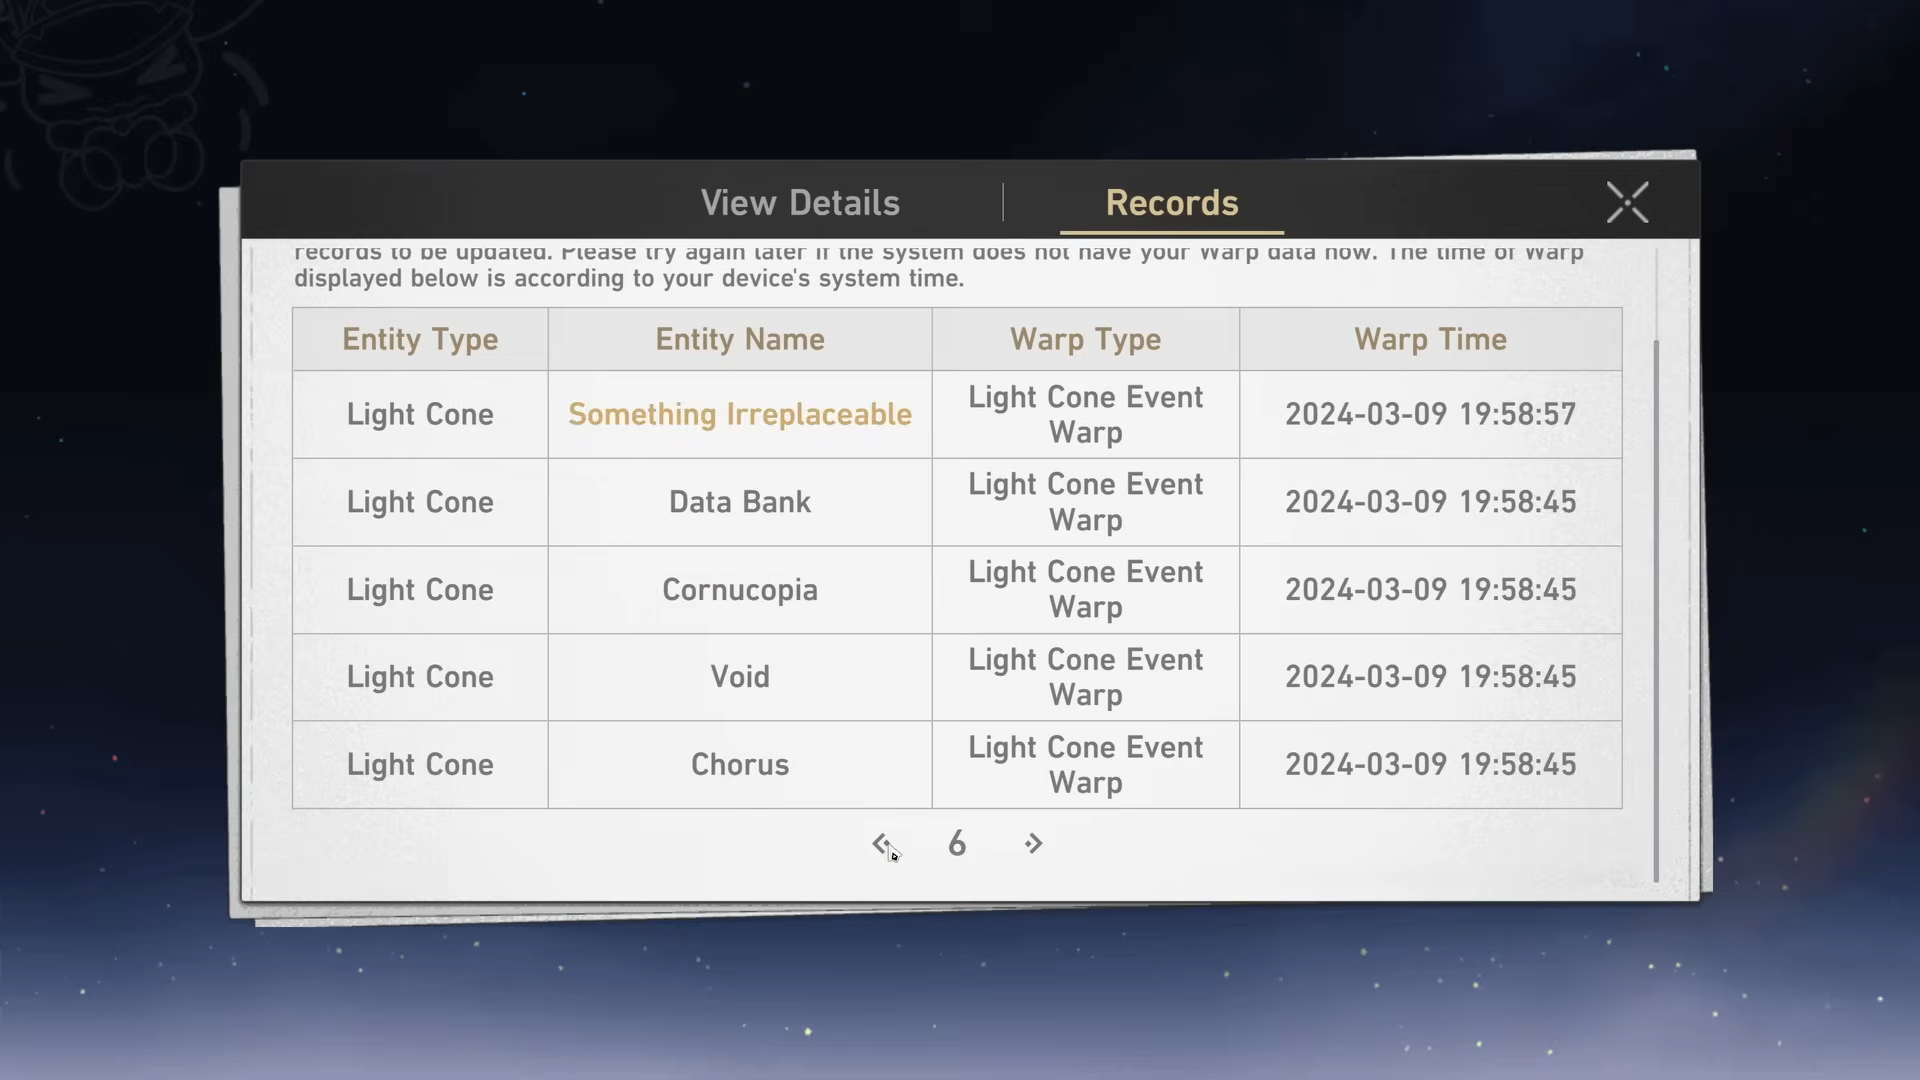 View Details
Records
records to be updated. Please try again later if the system does not have your Warp data now. The time of Warp
displayed below is according to your device's system time.
Entity Type Entity Name Warp Type Warp Time
Light Cone Something Irreplaceable Light Cone Event Warp 2024-03-09 19:58:57
Light Cone Data Bank Light Cone Event Warp 2024-03-09 19:58:45
Light Cone Cornucopia Light Cone Event Warp 2024-03-09 19:58:45
Light Cone Void Light Cone Event Warp 2024-03-09 19:58:45
Light Cone Chorus Light Cone Event Warp 2024-03-09 19:58:45
6